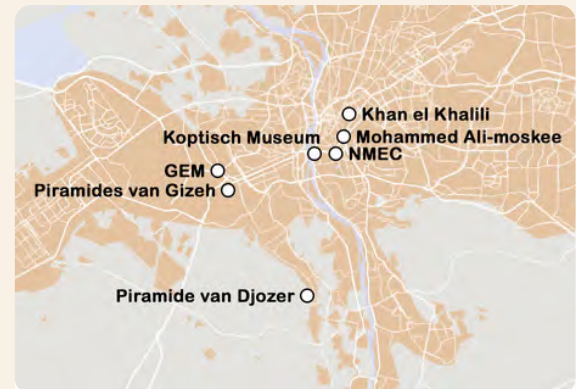 Khan el Khalili
Koptisch Museum
Mohammed Ali-moskee
NMEC
GEM
Piramides van Gizeh
Piramide van Djozer